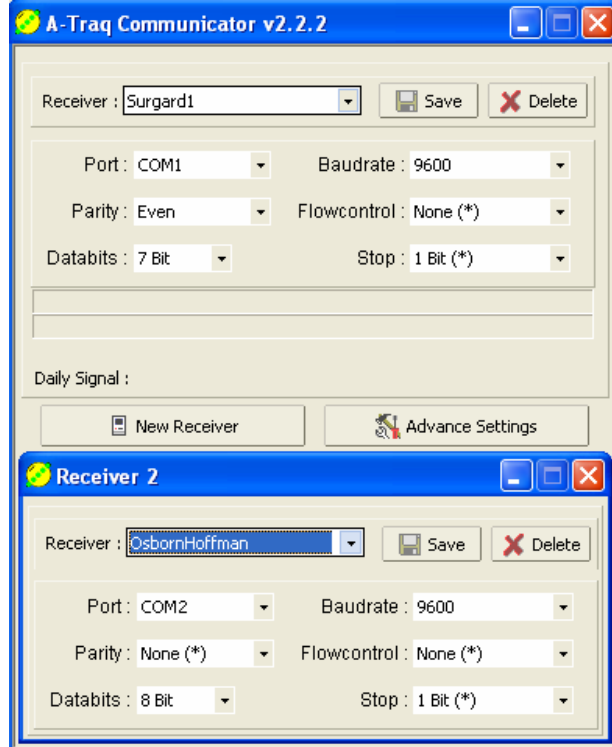 A-Traq Communicator v2.2.2
Receiver : Surgard1 Save Delete
Port : COM1 Baudrate : 9600
Parity : Even Flowcontrol : None (*)
Databits : 7 Bit Stop : 1 Bit (*)
Daily Signal :
New Receiver Advance Settings
Receiver 2
Receiver : OsbornHoffman Save Delete
Port : COM2 Baudrate : 9600
Parity : None (*) Flowcontrol : None (*)
Databits : 8 Bit Stop : 1 Bit (*)